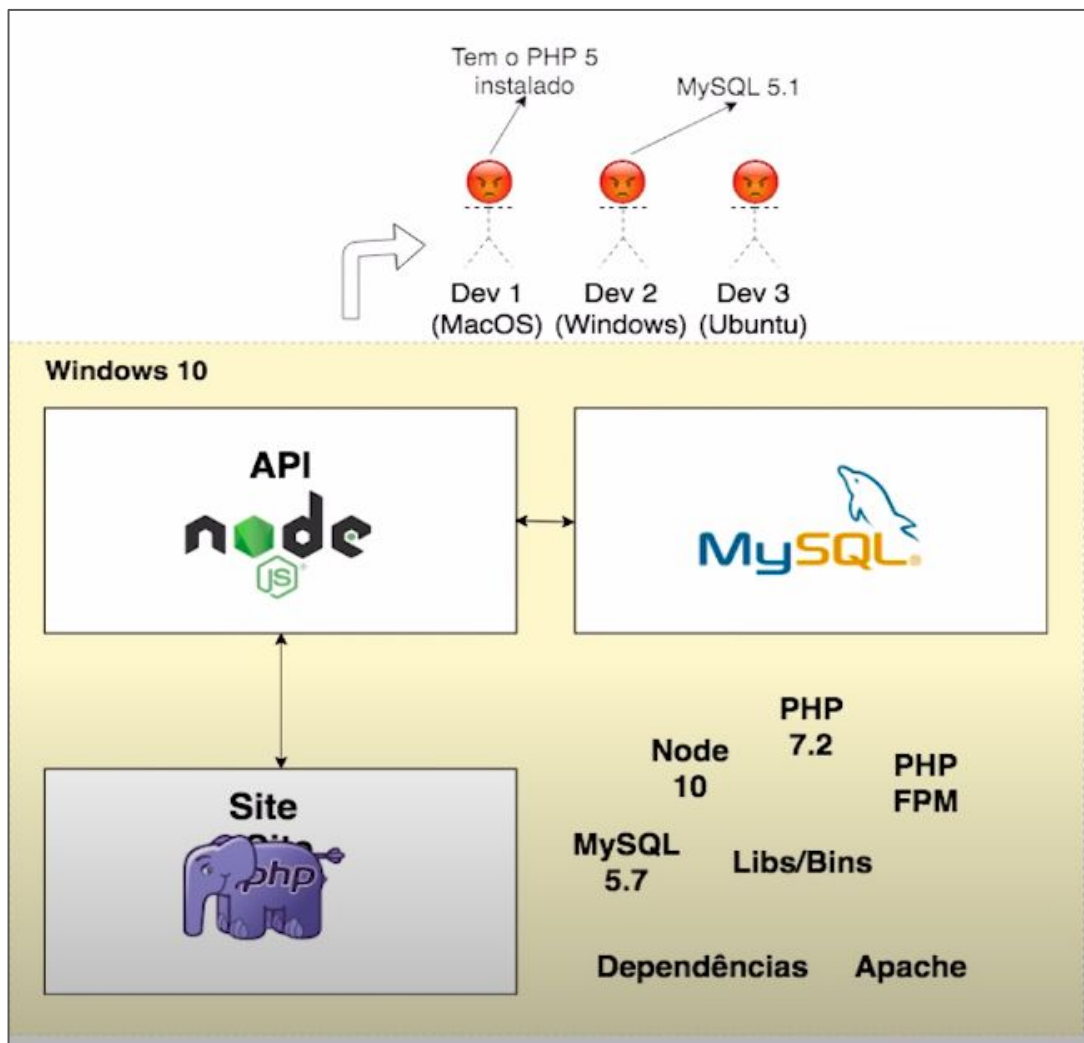 Tem o PHP 5
instalado
MySQL 5.1
Dev 1
(MacOS)
Dev 2
(Windows)
Dev 3
(Ubuntu)
Windows 10
API
node
JS
MySQL
Site
Site
php
PHP
7.2
Node
10
PHP
FPM
MySQL
5.7
Libs/Bins
Dependências
Apache